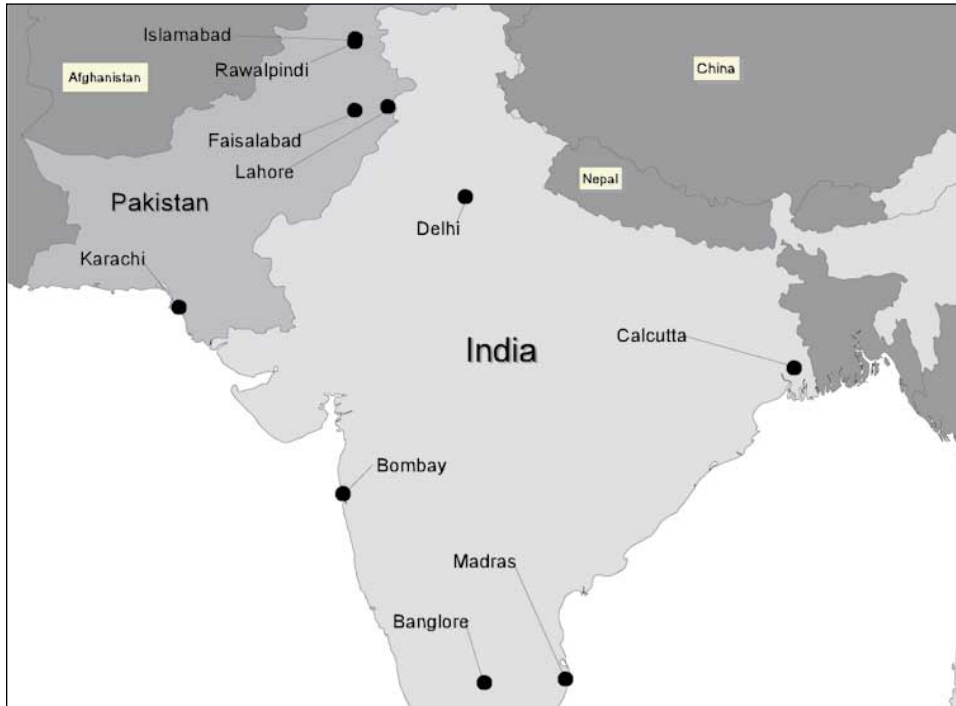 Islamabad
Rawalpindi
Afghanistan
China
Faisalabad
Lahore
Nepal
Pakistan
Delhi
Karachi
India
Calcutta
Bombay
Madras
Banglore